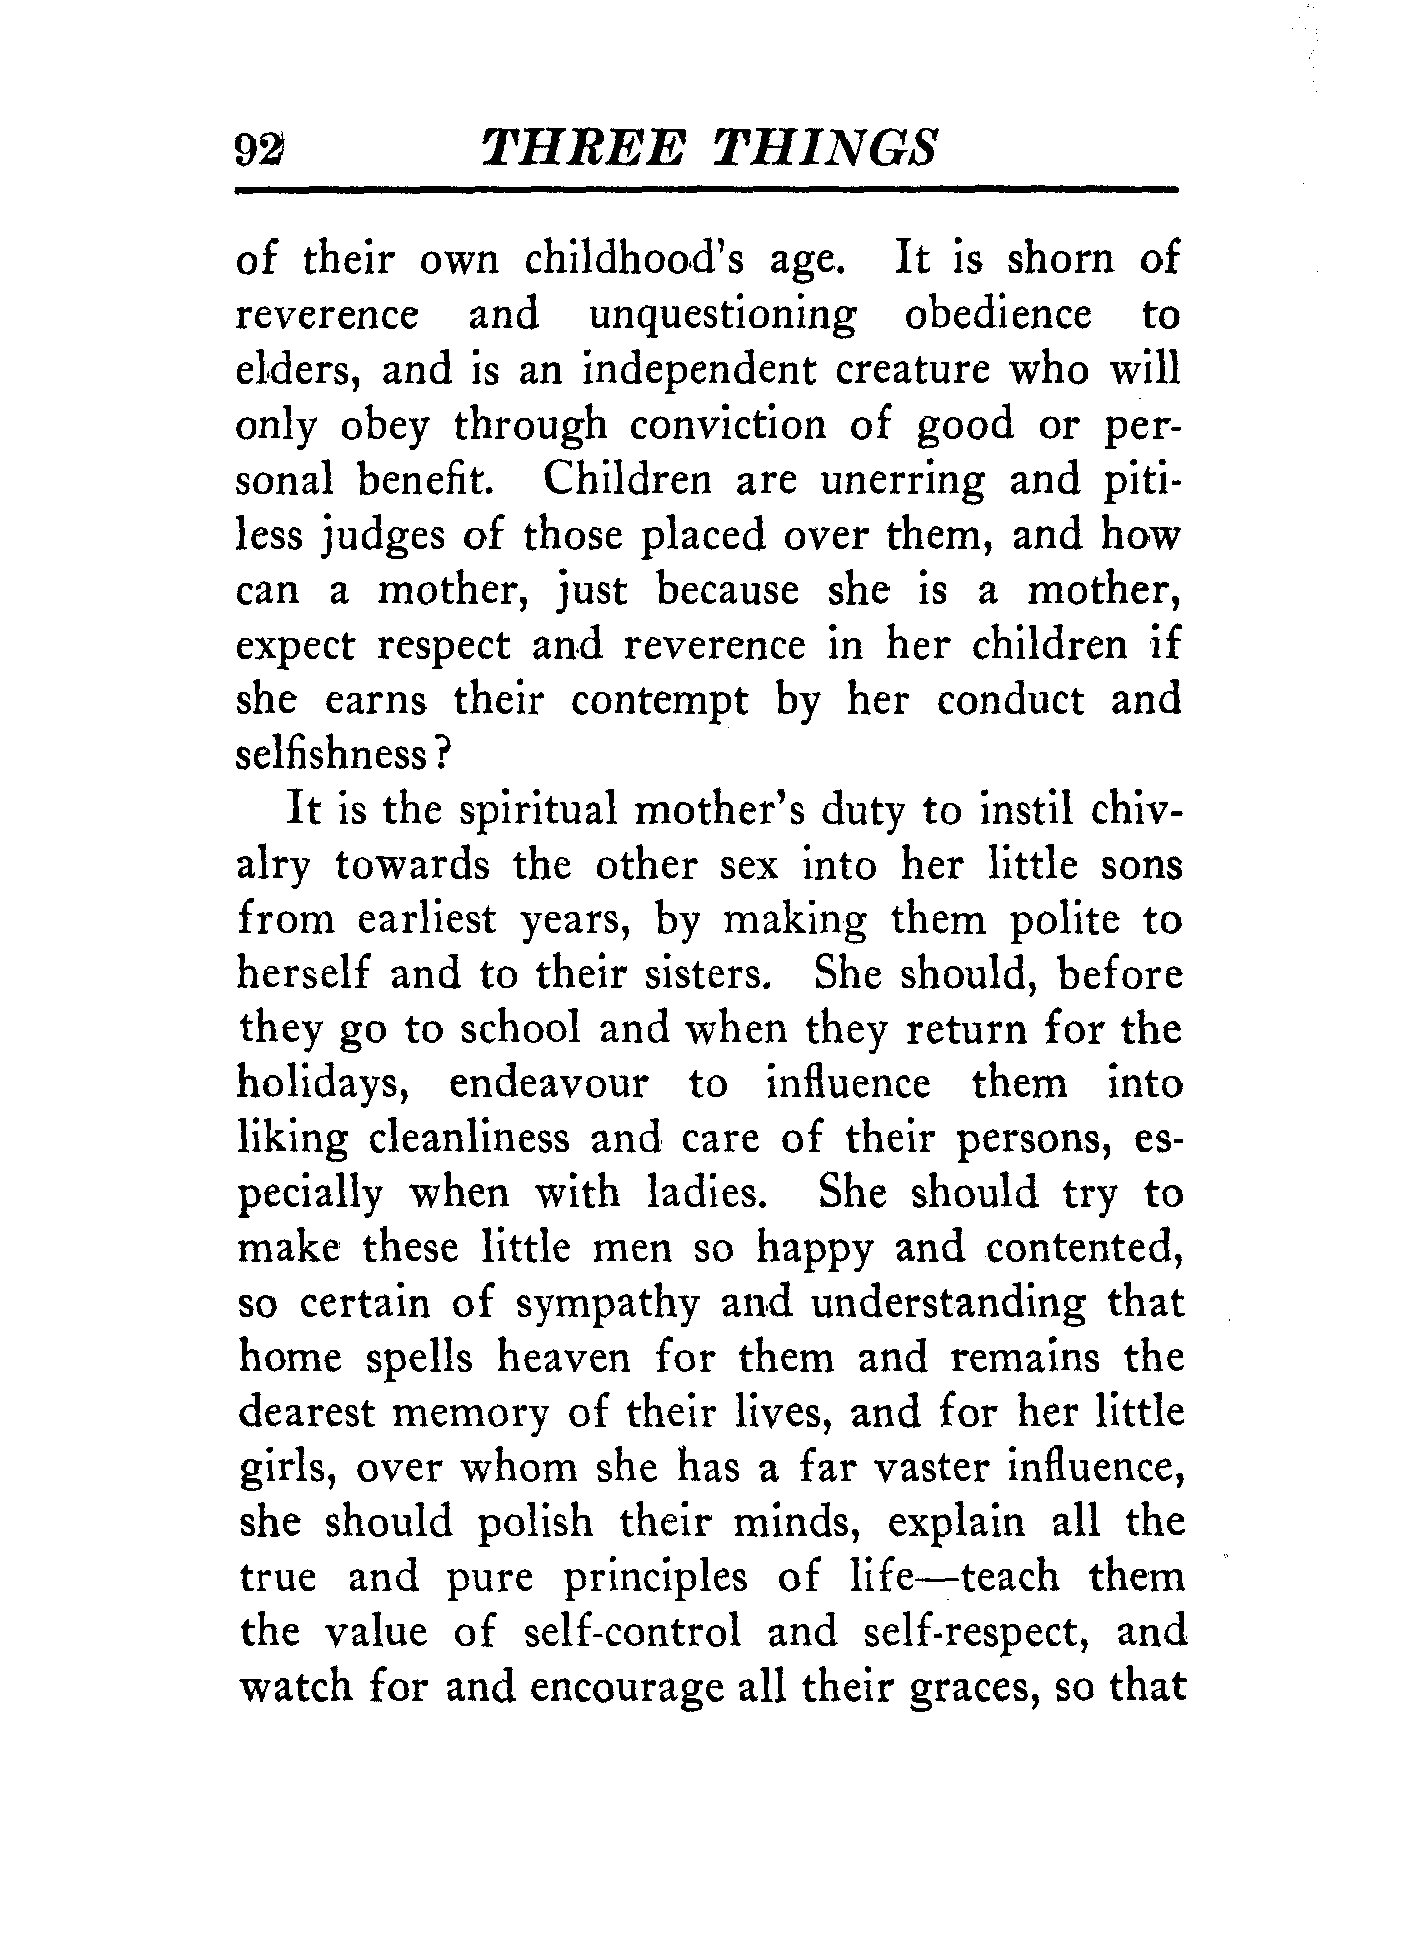 92 THREE THINGS
of their own childhood's age. It is shorn of
reverence and unquestioning obedience to
elders, and is an independent creature who will
only obey through conviction of good or per-
sonal benefit. Children are unerring and piti-
less judges of those placed over them, and how
can a mother, just because she is a mother,
expect respect and reverence in her children if
she earns their contempt by her conduct and
selfishness?
It is the spiritual mother's duty to instil chiv-
alry towards the other sex into her little sons
from earliest years, by making them polite to
herself and to their sisters. She should, before
they go to school and when they return for the
holidays, endeavour to influence them into
liking cleanliness and care of their persons, es-
pecially when with ladies. She should try to
make these little men so happy and contented,
so certain of sympathy and understanding that
home spells heaven for them and remains the
dearest memory of their lives, and for her little
girls, over whom she has a far vaster influence,
she should polish their minds, explain all the
true and pure principles of life—teach them
the value of self-control and self-respect, and
watch for and encourage all their graces, so that